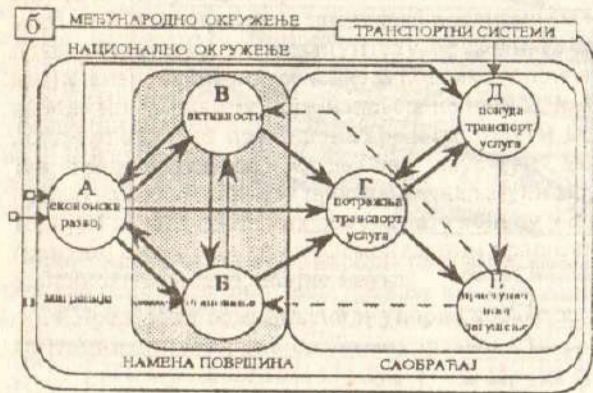 б
МЕЂУНАРОДНО ОКРУЖЕЊЕ
ТРАНСПОРТНИ СИСТЕМИ
НАЦИОНАЛНО ОКРУЖЕЊЕ
В
активности
Д
понуда
транспорт
услуга
А
економски
развој
Г
потражња
транспорт
услуга
Б
становање
миграције
НАМЕНА ПОВРШИНА
САОБРАЋАЈ